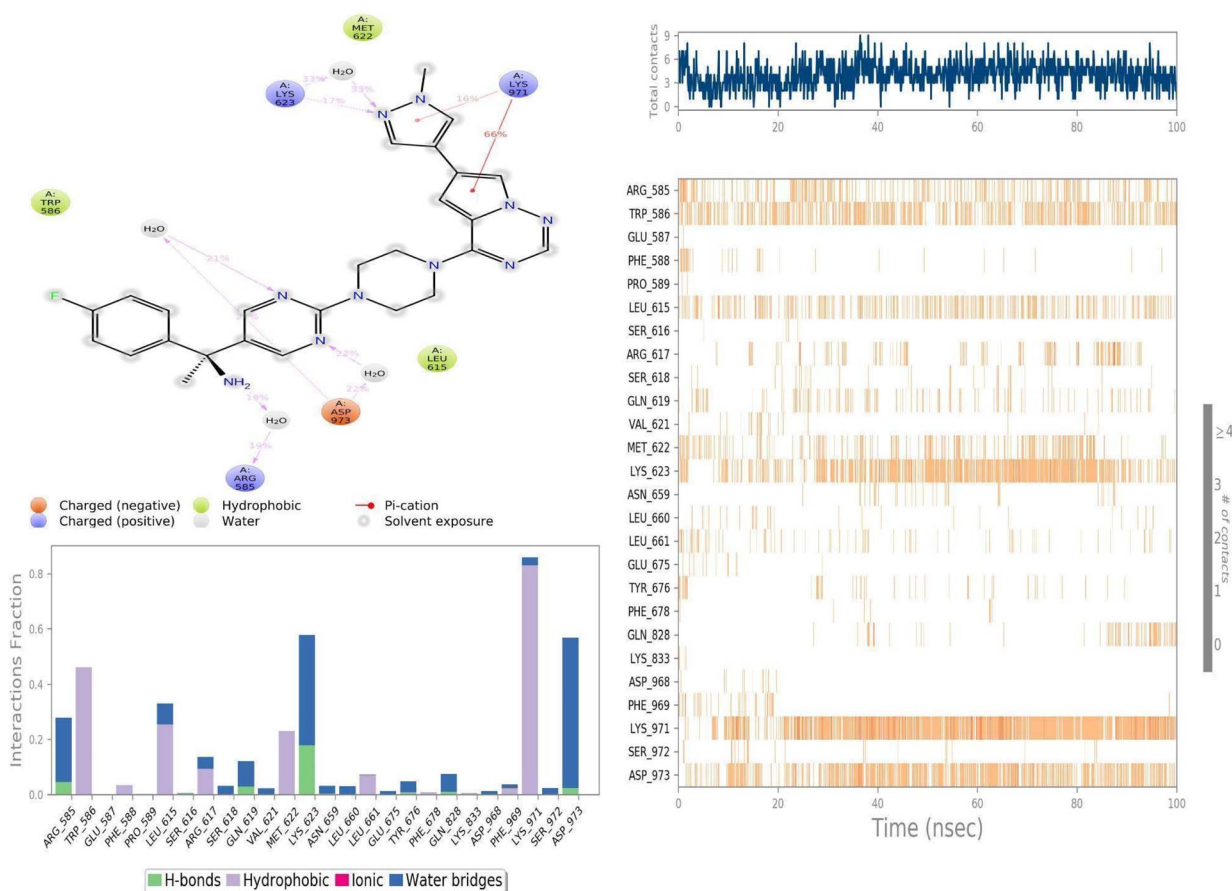 A:
MET
622
H₂O
33%
33%
A:
LYS
623
17%
N
N
16%
A:
LYS
971
66%
A:
TRP
586
N
N
N
H₂O
21%
N
N
F
N
N
22%
H₂O
22%
A:
LEU
615
NH₂
19%
H₂O
A:
ASP
973
19%
A:
ARG
585
Charged (negative)
Charged (positive)
Hydrophobic
Water
Pi-cation
Solvent exposure
Interactions Fraction
0.8
0.6
0.4
0.2
0.0
ARG_585
TRP_586
GLU_587
PHE_588
PRO_589
LEU_615
SER_616
ARG_617
SER_618
GLN_619
VAL_621
MET_622
LYS_623
ASN_659
LEU_660
LEU_661
GLU_675
TYR_676
PHE_678
GLN_828
LYS_833
ASP_968
PHE_969
LYS_971
SER_972
ASP_973
H-bonds
Hydrophobic
Ionic
Water bridges
Total contacts
9
6
3
0
0 20 40 60 80 100
ARG_585
TRP_586
GLU_587
PHE_588
PRO_589
LEU_615
SER_616
ARG_617
SER_618
GLN_619
VAL_621
MET_622
LYS_623
ASN_659
LEU_660
LEU_661
GLU_675
TYR_676
PHE_678
GLN_828
LYS_833
ASP_968
PHE_969
LYS_971
SER_972
ASP_973
0 20 40 60 80 100
Time (nsec)
≥4
3
2
1
0
# of contacts